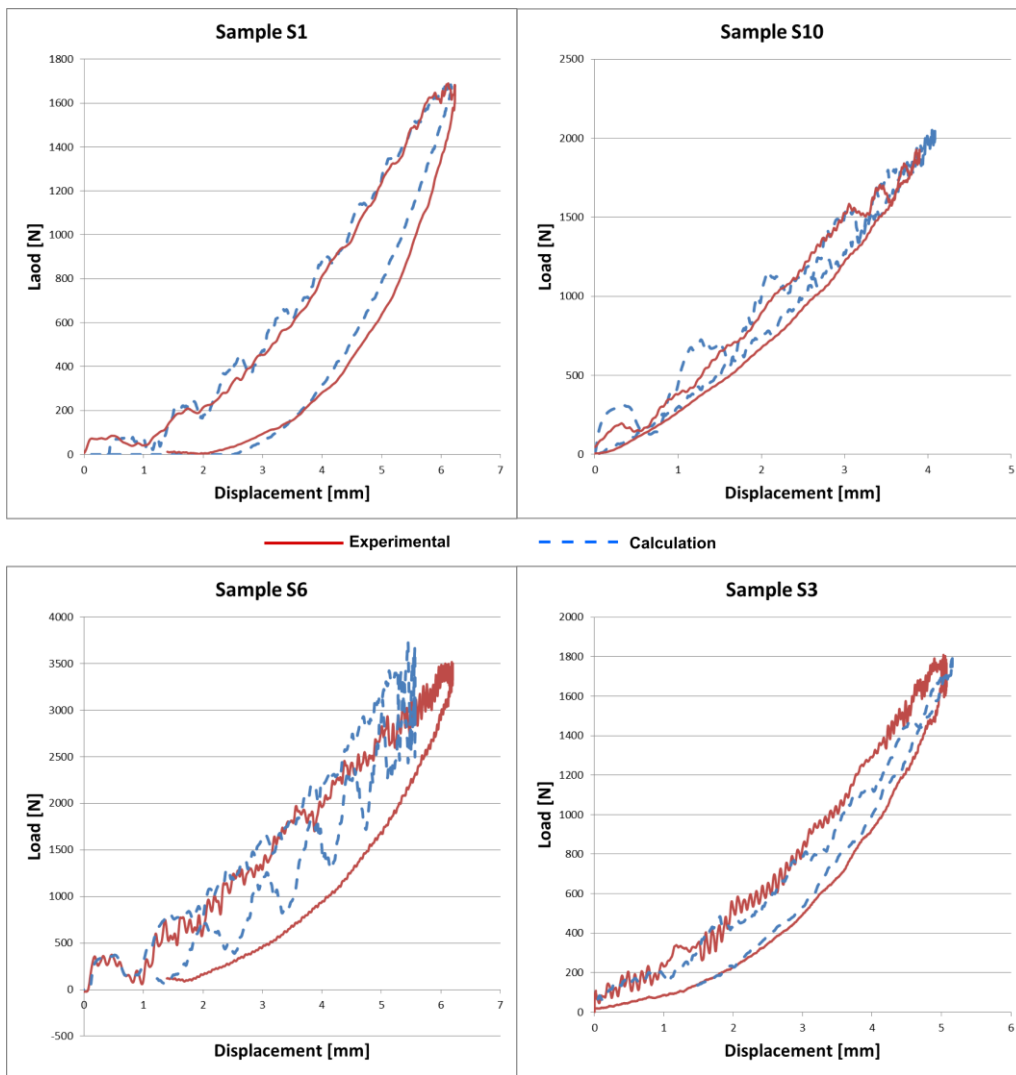 Sample S1
1800
1600
1400
1200
1000
800
600
400
200
0
Laod [N]
0 1 2 3 4 5 6 7
Displacement [mm]
Sample S10
2500
2000
1500
1000
500
0
Load [N]
0 1 2 3 4 5
Displacement [mm]
Experimental
Calculation
Sample S6
4000
3500
3000
2500
2000
1500
1000
500
0
-500
Load [N]
0 1 2 3 4 5 6 7
Displacement [mm]
Sample S3
2000
1800
1600
1400
1200
1000
800
600
400
200
0
Load [N]
0 1 2 3 4 5 6
Displacement [mm]